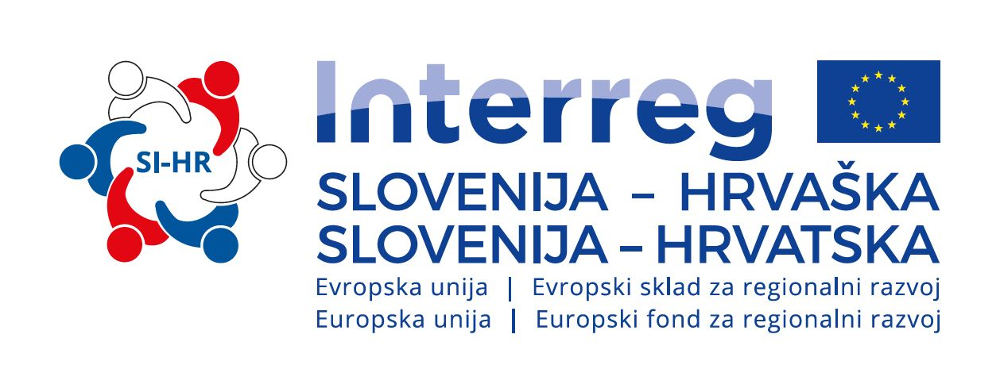 SI-HR
Interreg
SLOVENIJA – HRVAŠKA
SLOVENIJA – HRVATSKA
Evropska unija | Evropski sklad za regionalni razvoj
Europska unija | Europski fond za regionalni razvoj